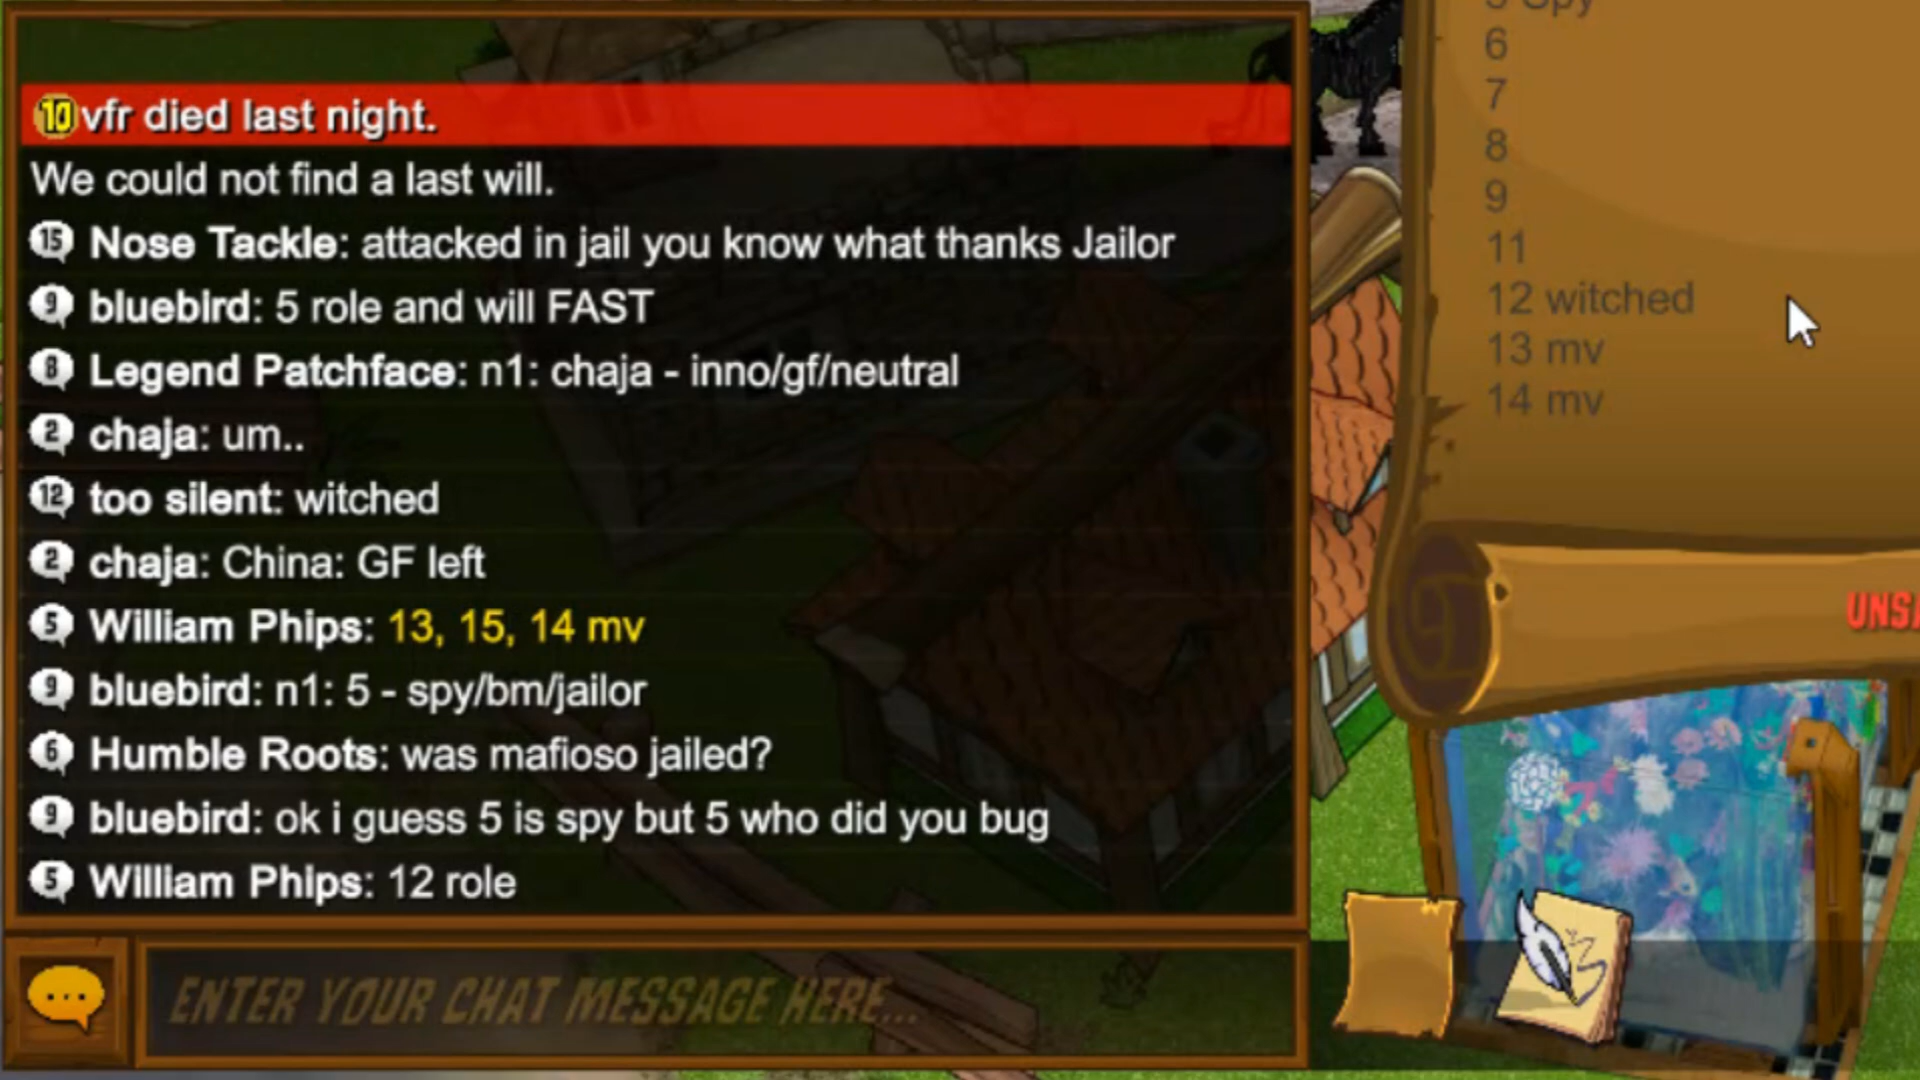 10 vfr died last night.
We could not find a last will.
15 Nose Tackle: attacked in jail you know what thanks Jailor
9 bluebird: 5 role and will FAST
8 Legend Patchface: n1: chaja - inno/gf/neutral
2 chaja: um..
12 too silent: witched
2 chaja: China: GF left
5 William Phips: 13, 15, 14 mv
9 bluebird: n1: 5 - spy/bm/jailor
6 Humble Roots: was mafioso jailed?
9 bluebird: ok i guess 5 is spy but 5 who did you bug
5 William Phips: 12 role
ENTER YOUR CHAT MESSAGE HERE...
5 Spy
6
7
8
9
11
12 witched
13 mv
14 mv